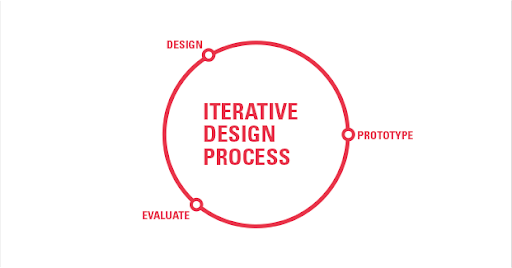 DESIGN
ITERATIVE
DESIGN
PROCESS
PROTOTYPE
EVALUATE